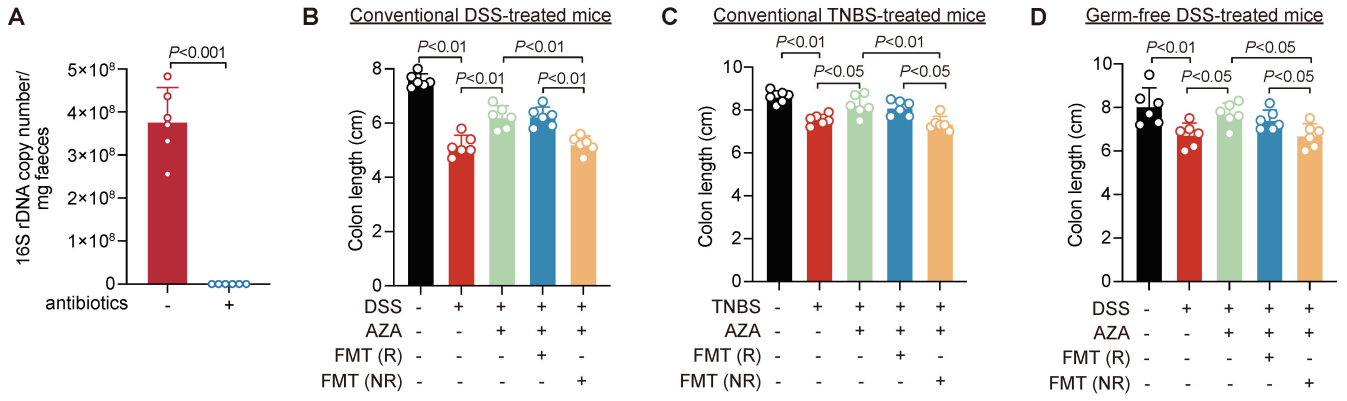 A
16S rDNA copy number/
mg faeces
P<0.001
5×10⁸
4×10⁸
3×10⁸
2×10⁸
1×10⁸
0
antibiotics - +
B
Conventional DSS-treated mice
Colon length (cm)
P<0.01 P<0.01
P<0.01 P<0.01
8
6
4
2
0
DSS - + + + +
AZA - - + + +
FMT (R) - - - + -
FMT (NR) - - - - +
C
Conventional TNBS-treated mice
Colon length (cm)
P<0.01 P<0.01
P<0.05 P<0.05
10
8
6
4
2
0
TNBS - + + + +
AZA - - + + +
FMT (R) - - - + -
FMT (NR) - - - - +
D
Germ-free DSS-treated mice
Colon length (cm)
P<0.01 P<0.05
P<0.05 P<0.05
10
8
6
4
2
0
DSS - + + + +
AZA - - + + +
FMT (R) - - - + -
FMT (NR) - - - - +